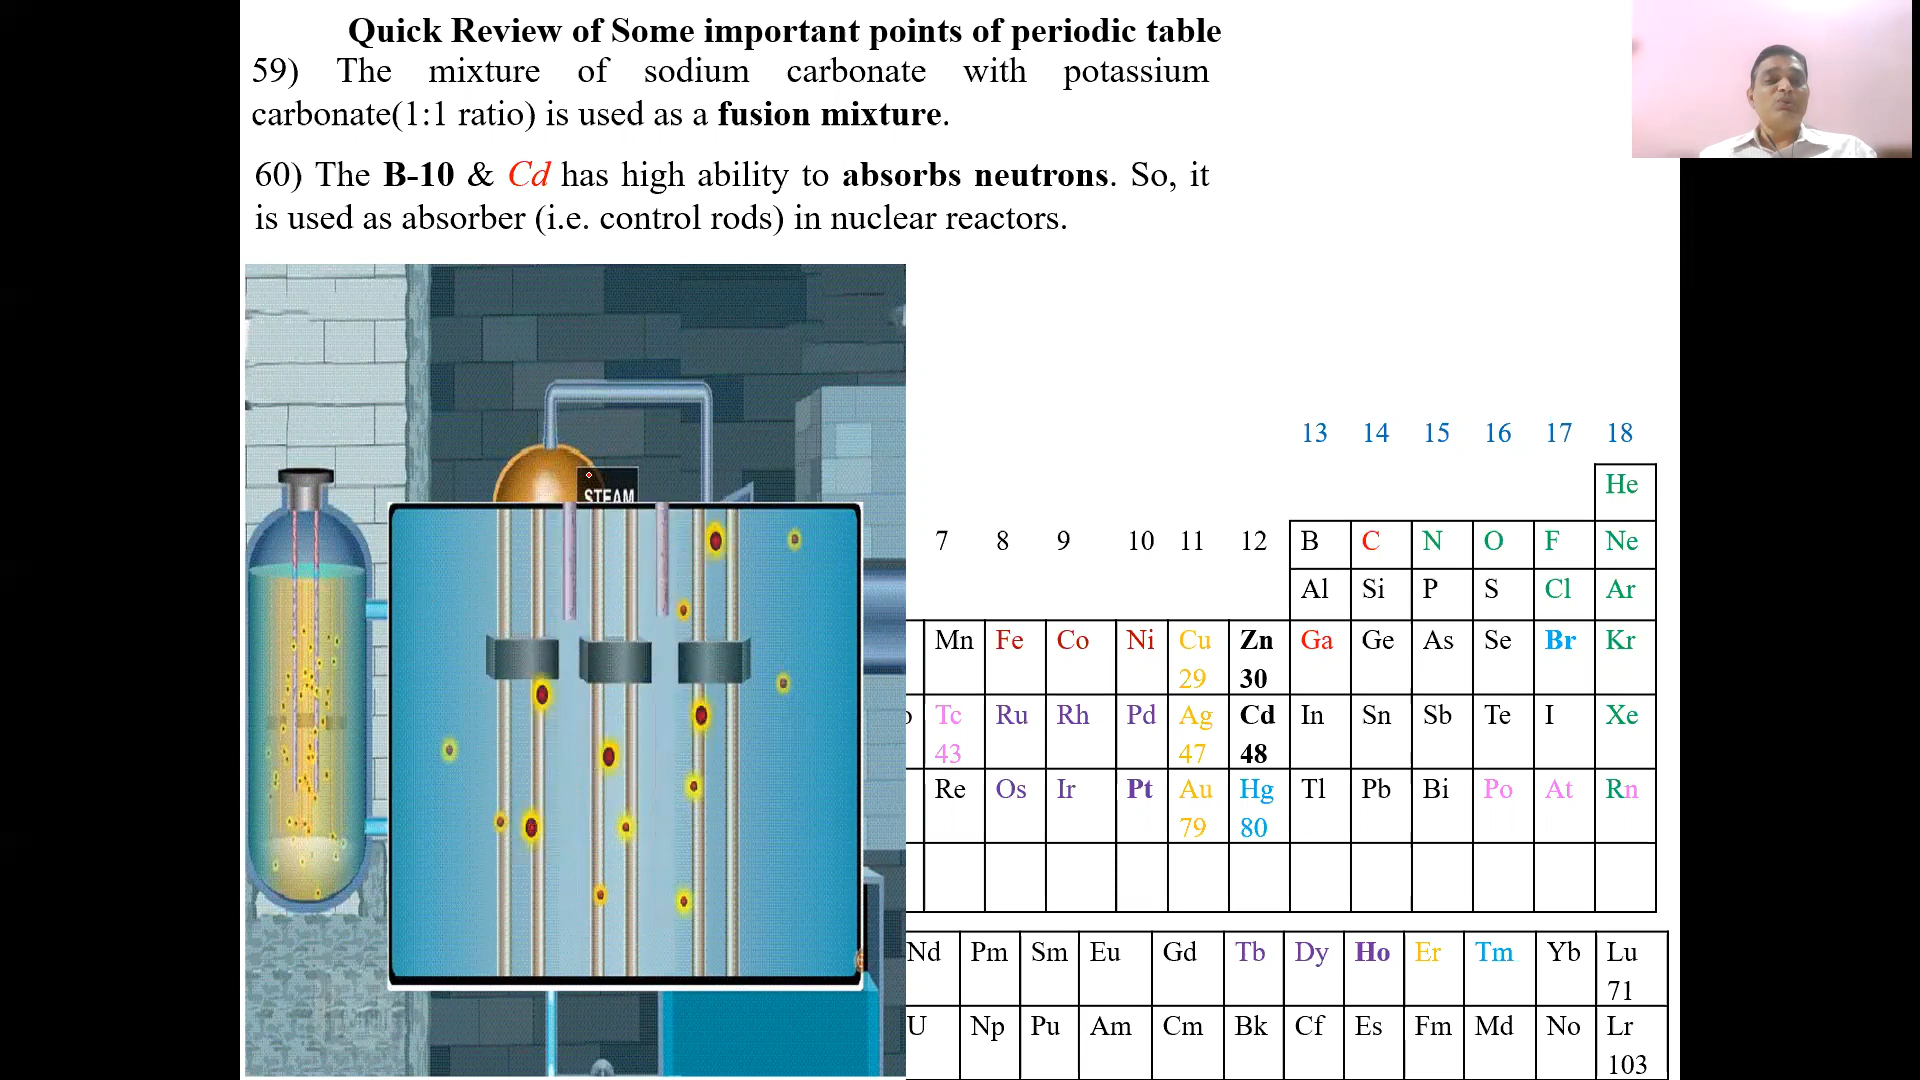 Quick Review of Some important points of periodic table
59) The mixture of sodium carbonate with potassium
carbonate(1:1 ratio) is used as a fusion mixture.
60) The B-10 & Cd has high ability to absorbs neutrons. So, it
is used as absorber (i.e. control rods) in nuclear reactors.
STEAM
13 14 15 16 17 18
He
7 8 9 10 11 12 B C N O F Ne
Al Si P S Cl Ar
Mn Fe Co Ni Cu Zn Ga Ge As Se Br Kr
29 30
Tc Ru Rh Pd Ag Cd In Sn Sb Te I Xe
43 47 48
Re Os Ir Pt Au Hg Tl Pb Bi Po At Rn
79 80
Nd Pm Sm Eu Gd Tb Dy Ho Er Tm Yb Lu
71
U Np Pu Am Cm Bk Cf Es Fm Md No Lr
103